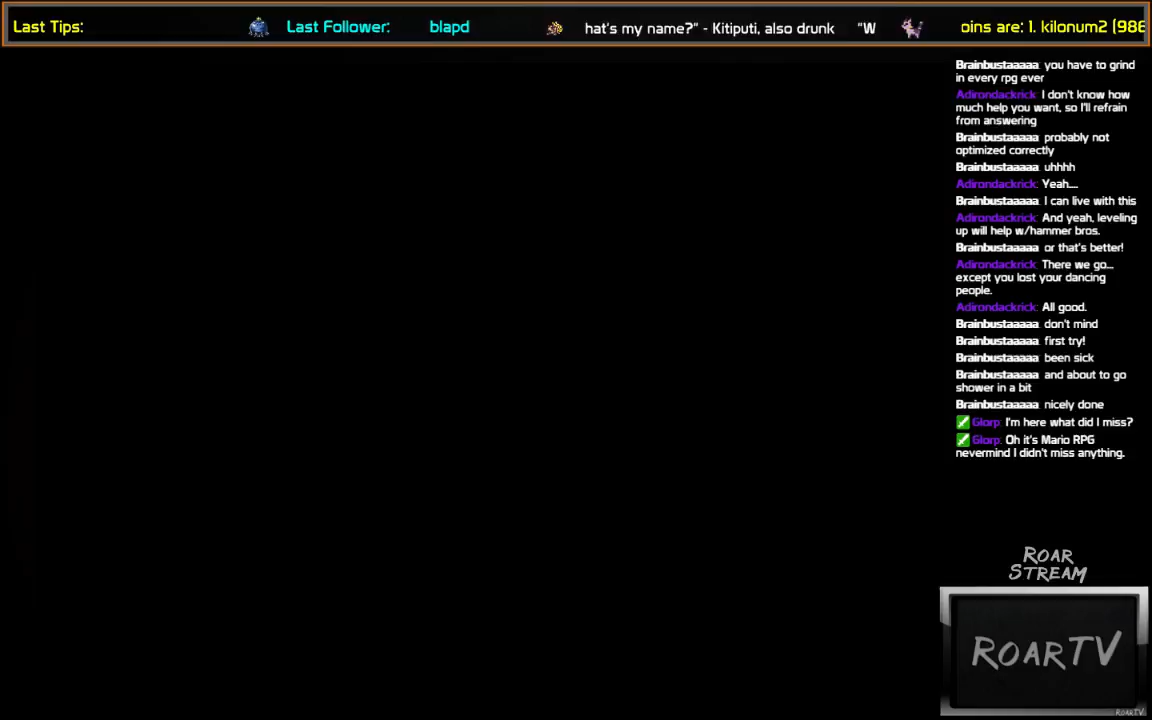 Last Tips:
Last Follower: blapd
hat's my name?" - Kitiputi, also drunk "W
oins are: 1. kilonum2 (986
Brainbustaaaaa: you have to grind
in every rpg ever
Adirondackrick: I don't know how
much help you want, so I'll refrain
from answering
Brainbustaaaaa: probably not
optimized correctly
Brainbustaaaaa: uhhhh
Adirondackrick: Yeah....
Brainbustaaaaa: I can live with this
Adirondackrick: And yeah, leveling
up will help w/hammer bros.
Brainbustaaaaa: or that's better!
Adirondackrick: There we go...
except you lost your dancing
people.
Adirondackrick: All good.
Brainbustaaaaa: don't mind
Brainbustaaaaa: first try!
Brainbustaaaaa: been sick
Brainbustaaaaa: and about to go
shower in a bit
Brainbustaaaaa: nicely done
Glorp: I'm here what did I miss?
Glorp: Oh it's Mario RPG
nevermind I didn't miss anything.
ROAR
STREAM
ROARTV
ROARTV